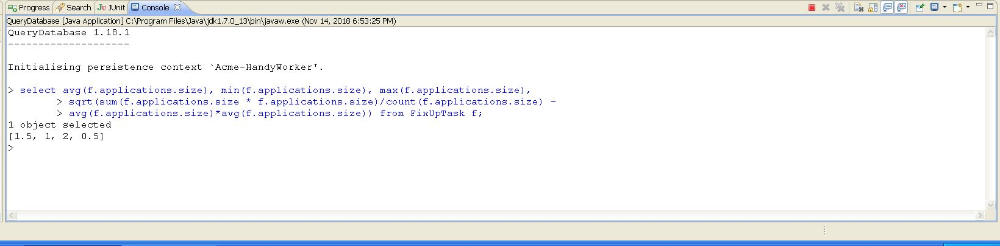 Progress Search JUnit Console
QueryDatabase [Java Application] C:\Program Files\Java\jdk1.7.0_13\bin\javaw.exe (Nov 14, 2018 6:53:25 PM)
QueryDatabase 1.18.1
--------------------
Initialising persistence context `Acme-HandyWorker'.
> select avg(f.applications.size), min(f.applications.size), max(f.applications.size),
> sqrt(sum(f.applications.size * f.applications.size)/count(f.applications.size) -
> avg(f.applications.size)*avg(f.applications.size)) from FixUpTask f;
1 object selected
[1.5, 1, 2, 0.5]
>